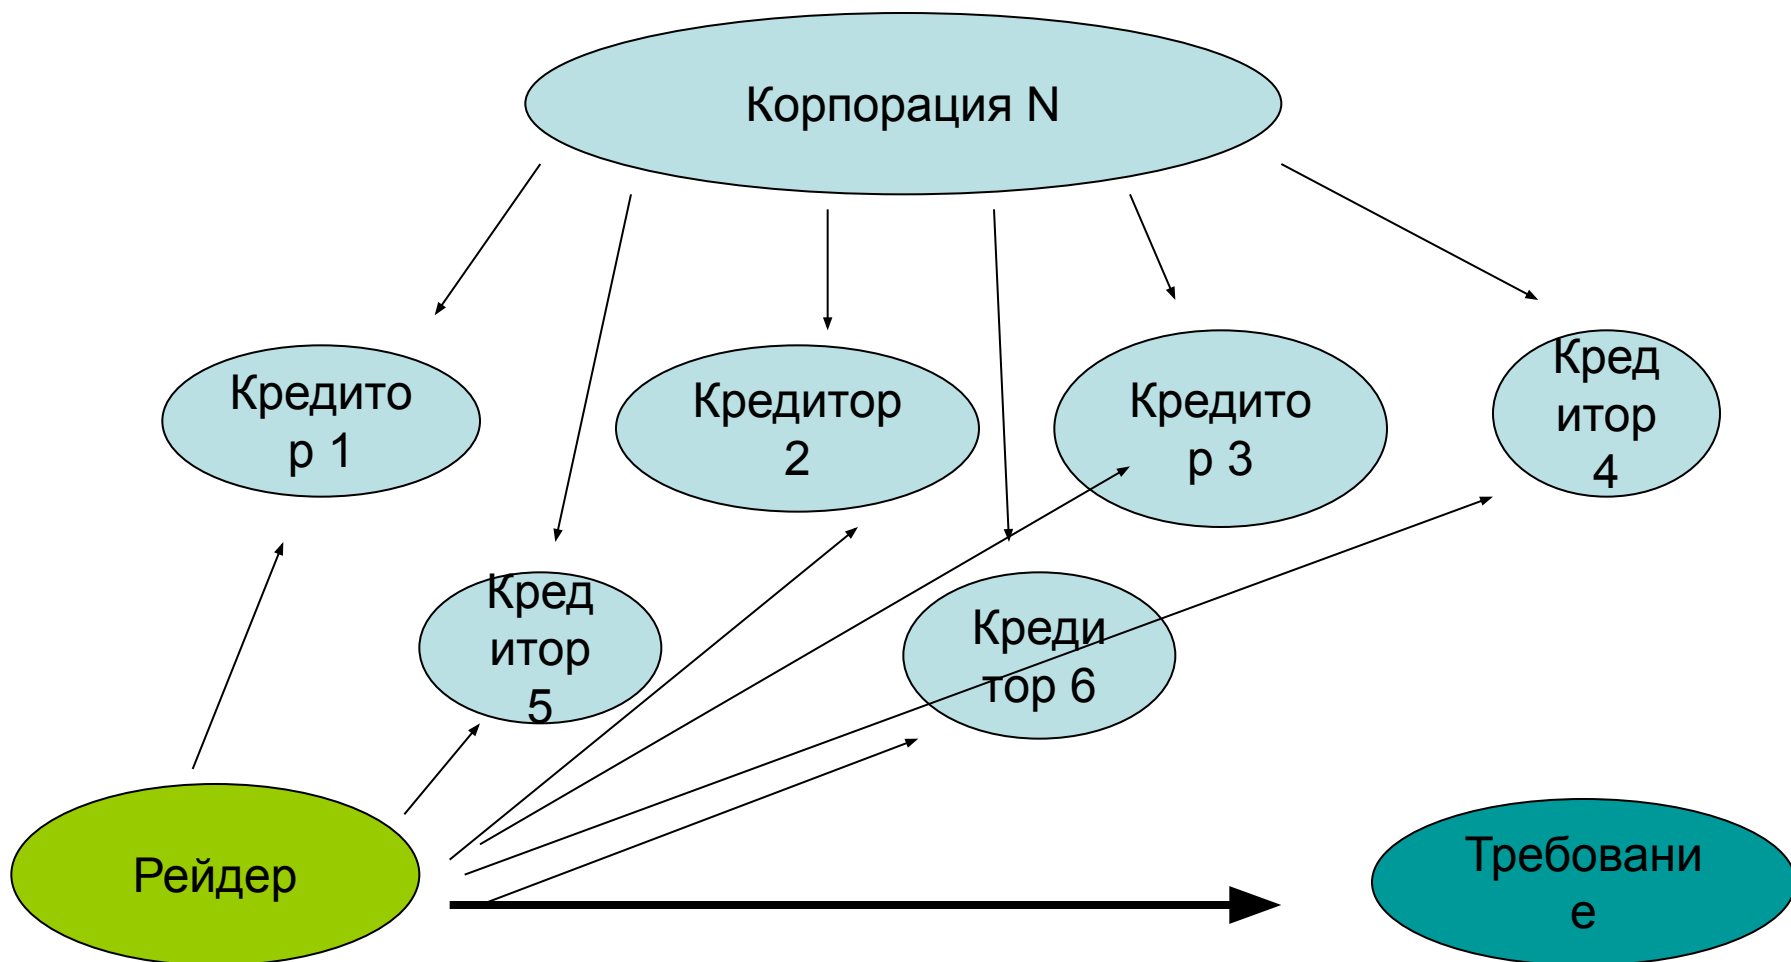 Корпорация N
Кредито
р 1
Кредитор
2
Кредито
р 3
Кред
итор
4
Кред
итор
5
Креди
тор 6
Рейдер
Требовани
е